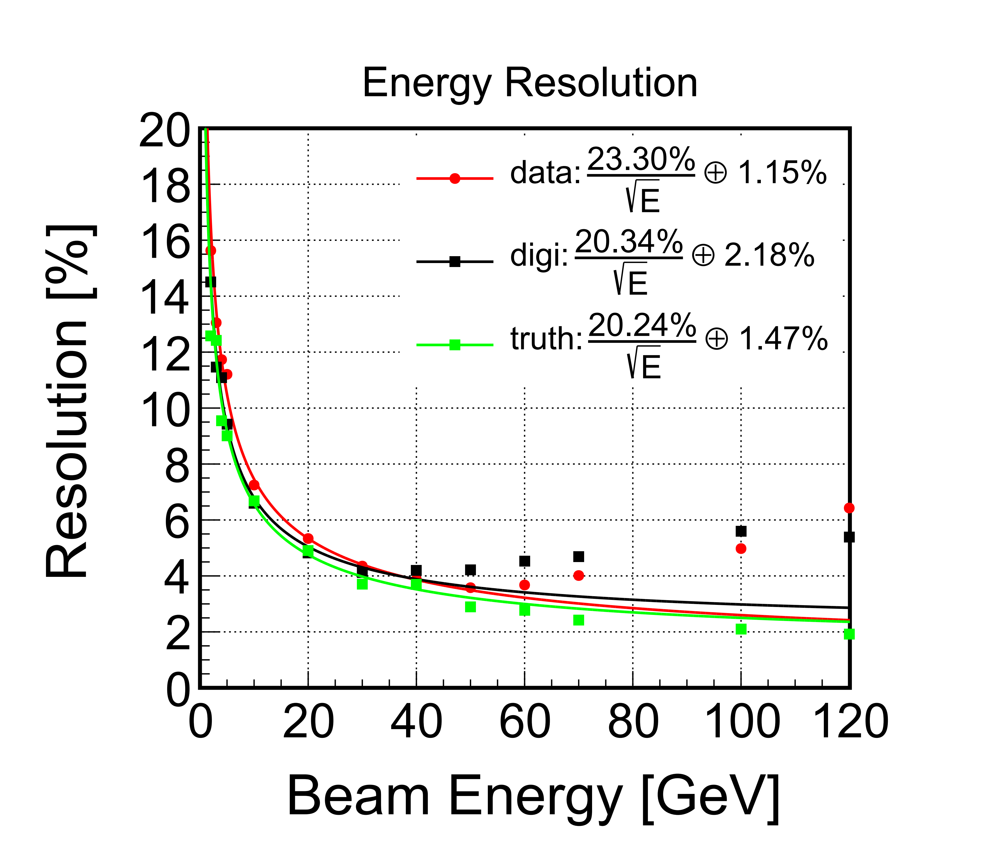 Energy Resolution
Resolution [%]
20
18
16
14
12
10
8
6
4
2
0
data: 23.30%/√E ⊕ 1.15%
digi: 20.34%/√E ⊕ 2.18%
truth: 20.24%/√E ⊕ 1.47%
0 20 40 60 80 100 120
Beam Energy [GeV]